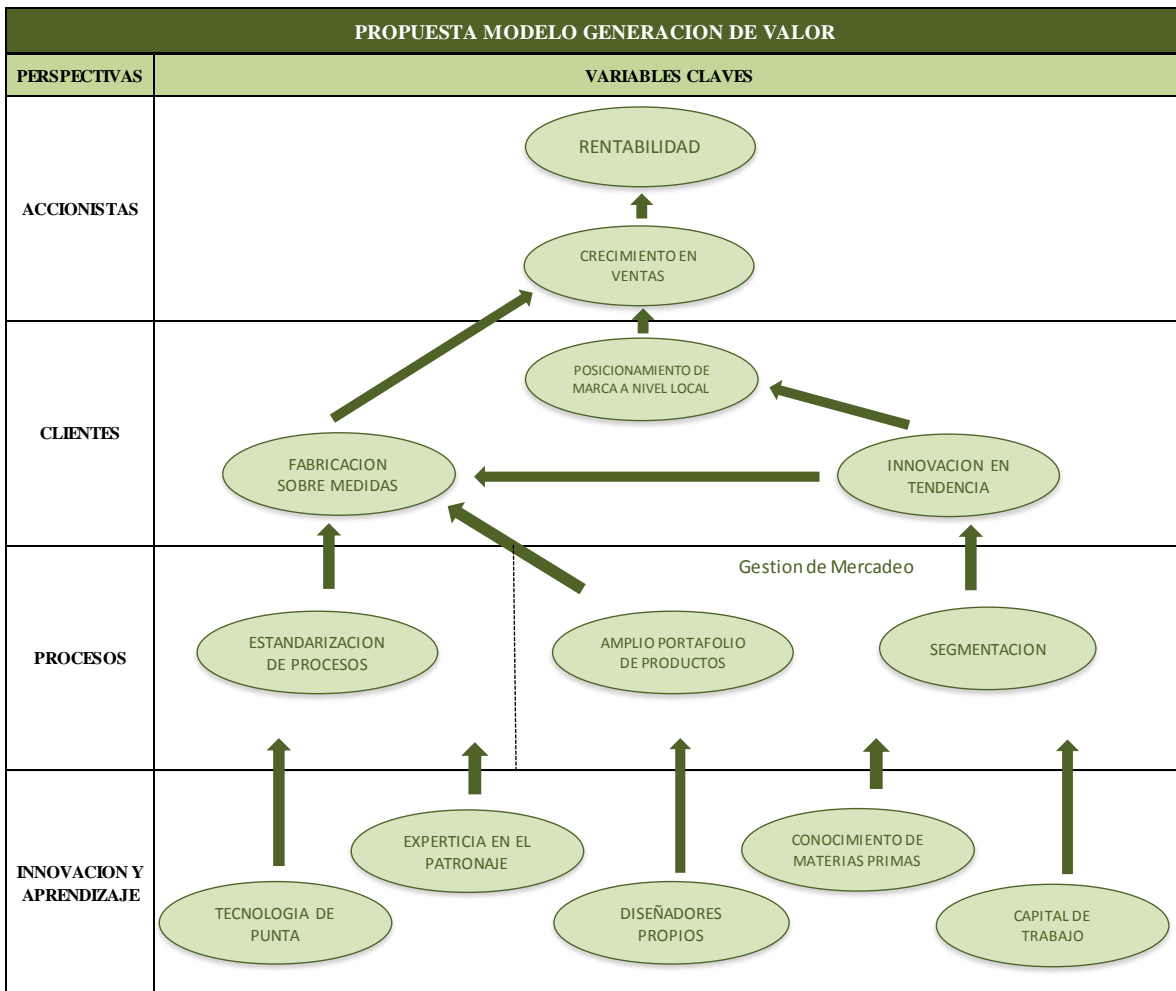 PROPUESTA MODELO GENERACION DE VALOR
PERSPECTIVAS
VARIABLES CLAVES
ACCIONISTAS
RENTABILIDAD
CRECIMIENTO EN
VENTAS
CLIENTES
POSICIONAMIENTO DE
MARCA A NIVEL LOCAL
FABRICACION
SOBRE MEDIDAS
INNOVACION EN
TENDENCIA
PROCESOS
Gestion de Mercadeo
ESTANDARIZACION
DE PROCESOS
AMPLIO PORTAFOLIO
DE PRODUCTOS
SEGMENTACION
INNOVACION Y
APRENDIZAJE
EXPERTICIA EN EL
PATRONAJE
CONOCIMIENTO DE
MATERIAS PRIMAS
TECNOLOGIA DE
PUNTA
DISEÑADORES
PROPIOS
CAPITAL DE
TRABAJO